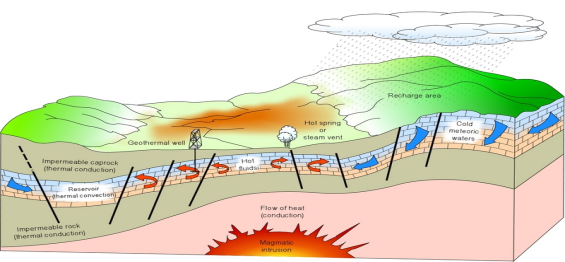 Recharge area
Hot spring
or
steam vent
Cold
meteoric
waters
Geothermal well
Impermeable caprock
(thermal conduction)
Hot
fluids
Reservoir
(thermal convection)
Flow of heat
(conduction)
Impermeable rock
(thermal conduction)
Magmatic
intrusion